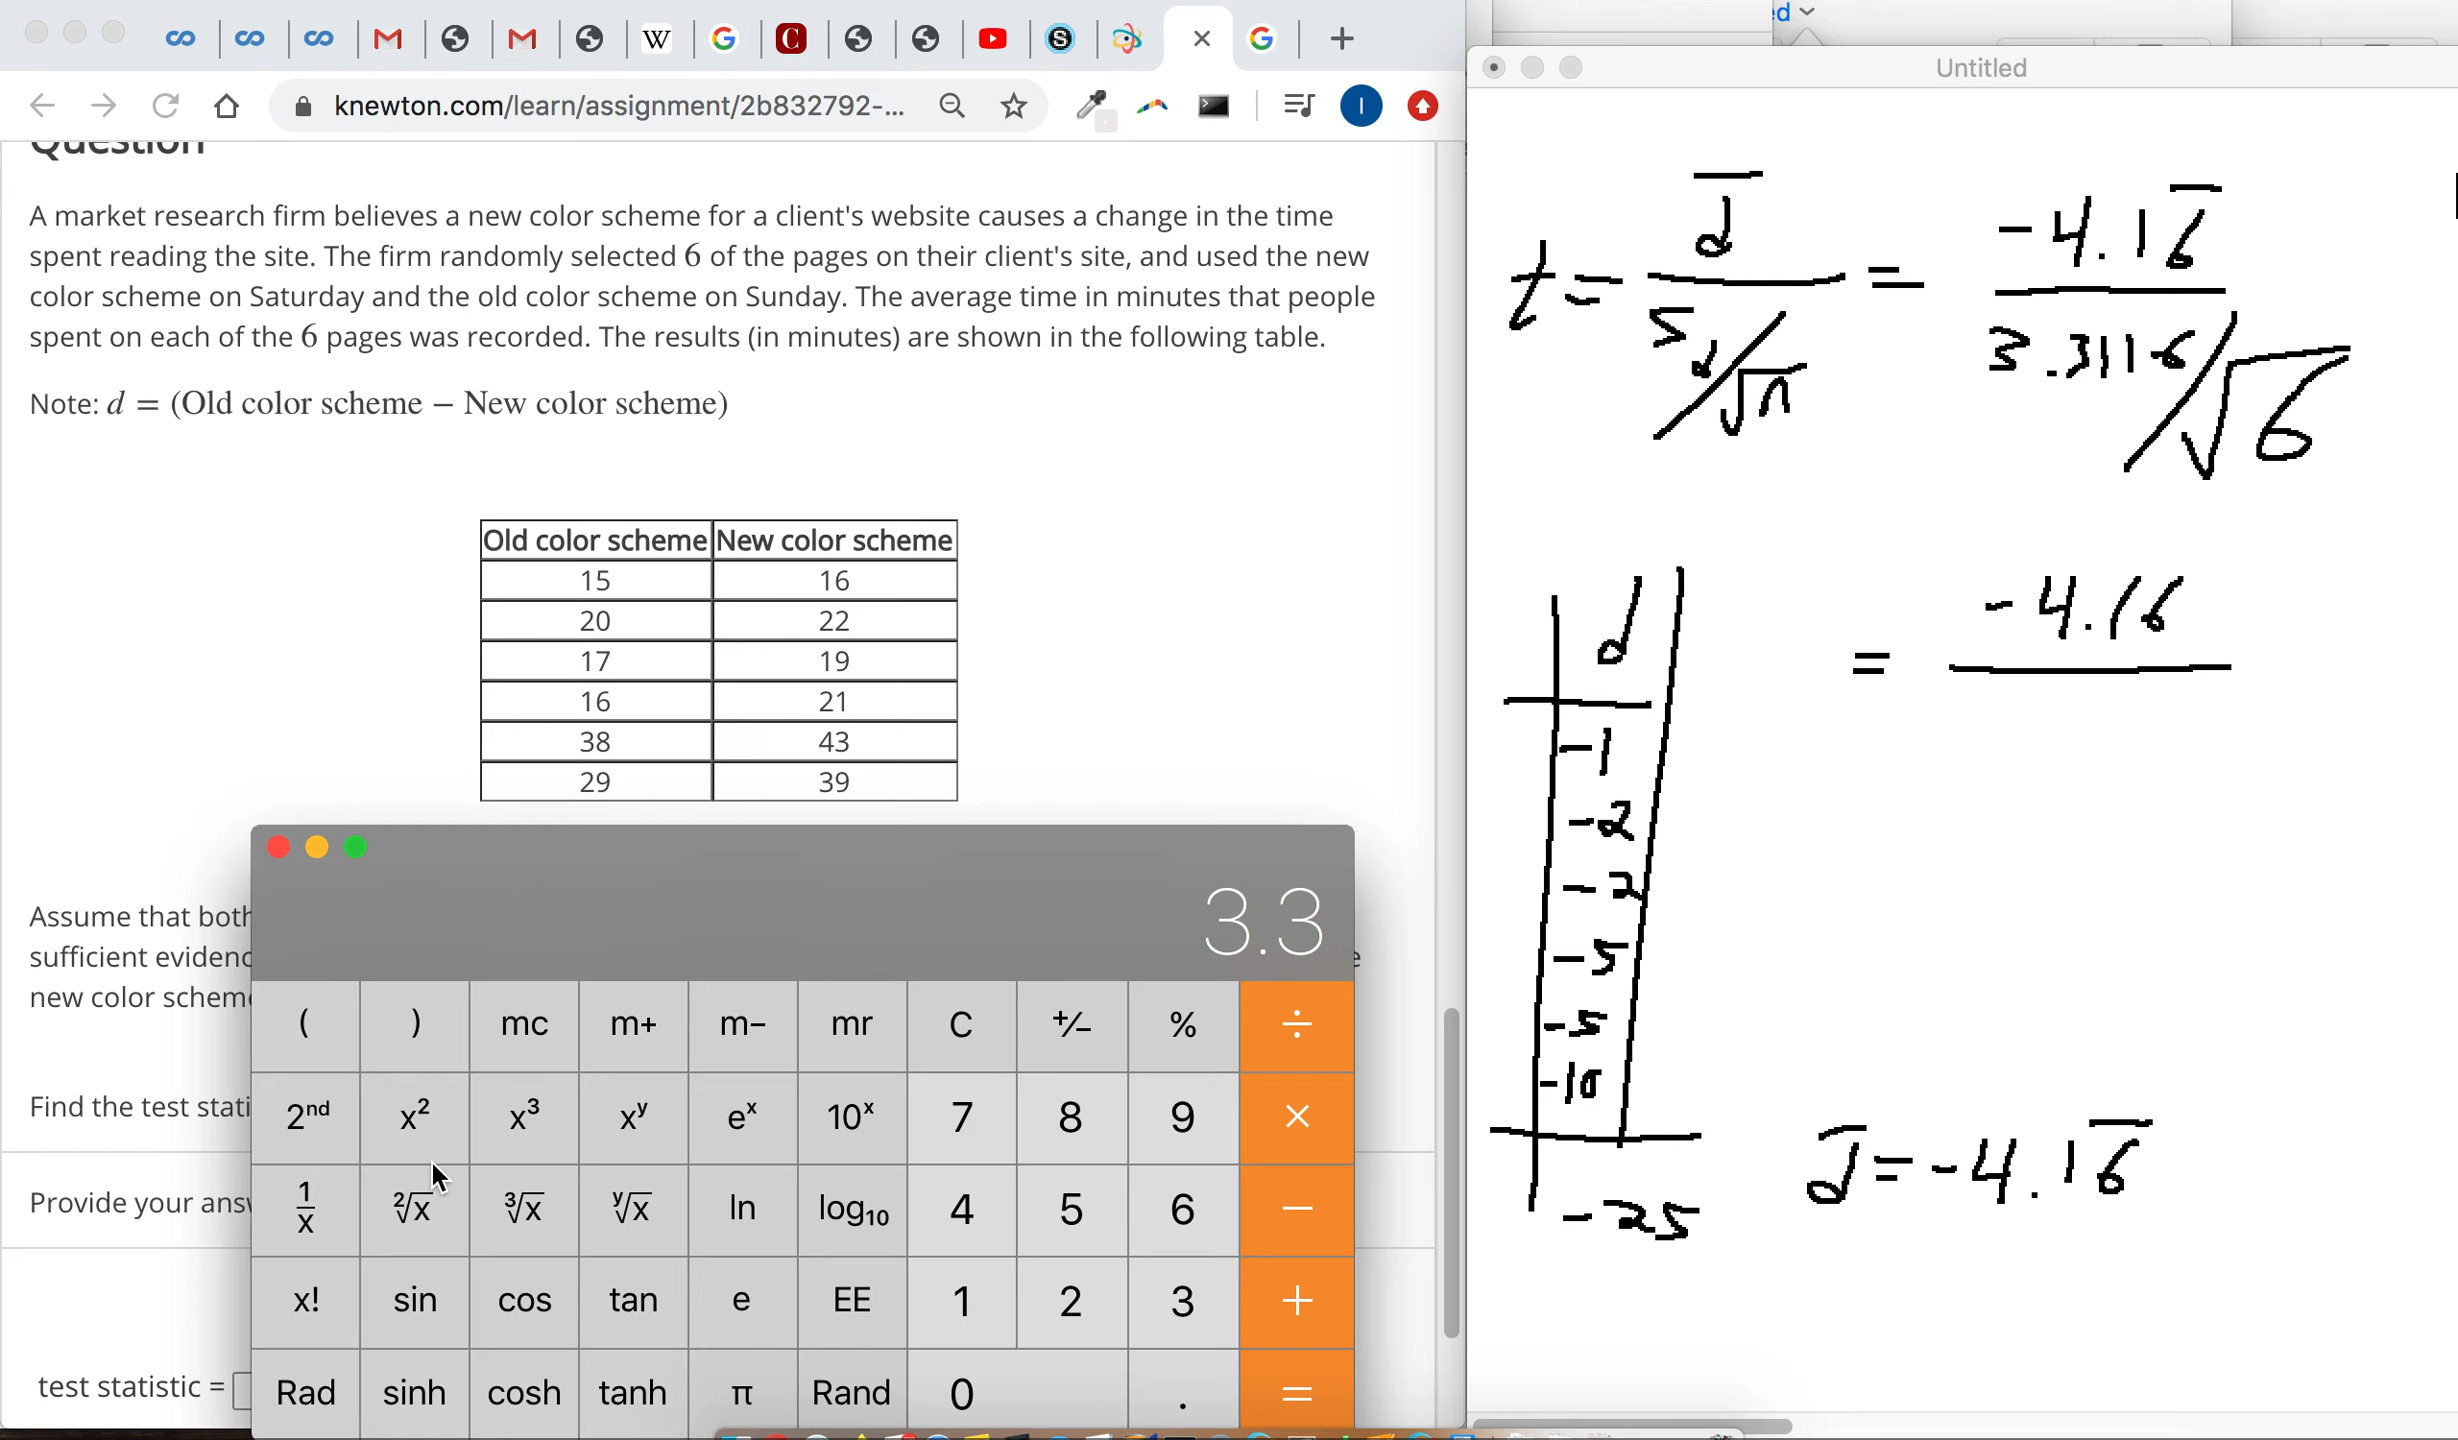 Untitled
knewton.com/learn/assignment/2b832792-...
Question
A market research firm believes a new color scheme for a client's website causes a change in the time
spent reading the site. The firm randomly selected 6 of the pages on their client's site, and used the new
color scheme on Saturday and the old color scheme on Sunday. The average time in minutes that people
spent on each of the 6 pages was recorded. The results (in minutes) are shown in the following table.
Note: d = (Old color scheme − New color scheme)
Old color scheme New color scheme
15 16
20 22
17 19
16 21
38 43
29 39
Assume that both
sufficient evidenc
new color scheme
Find the test stati
Provide your ans
test statistic =
3.3
( ) mc m+ m− mr C +/− % ÷
2nd x² x³ xʸ eˣ 10ˣ 7 8 9 ×
1/x ²√x ³√x ʸ√x ln log₁₀ 4 5 6 −
x! sin cos tan e EE 1 2 3 +
Rad sinh cosh tanh π Rand 0 . =
t = d̅ / (s_d/√n) = -4.16̅ / (3.3116/√6)
= -4.16
d
-1
-2
-2
-5
-5
-10
-25
d̅ = -4.16̅